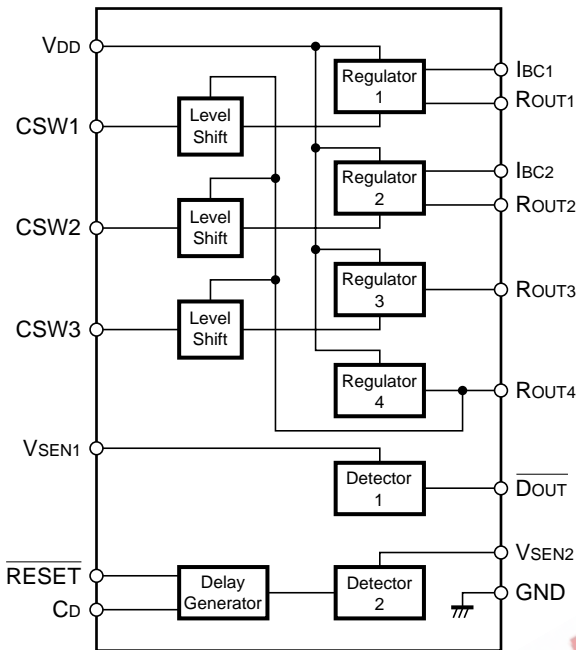 VDD
CSW1
CSW2
CSW3
VSEN1
RESET
CD
Level
Shift
Level
Shift
Level
Shift
Regulator
1
Regulator
2
Regulator
3
Regulator
4
Detector
1
Delay
Generator
Detector
2
IBC1
ROUT1
IBC2
ROUT2
ROUT3
ROUT4
DOUT
VSEN2
GND